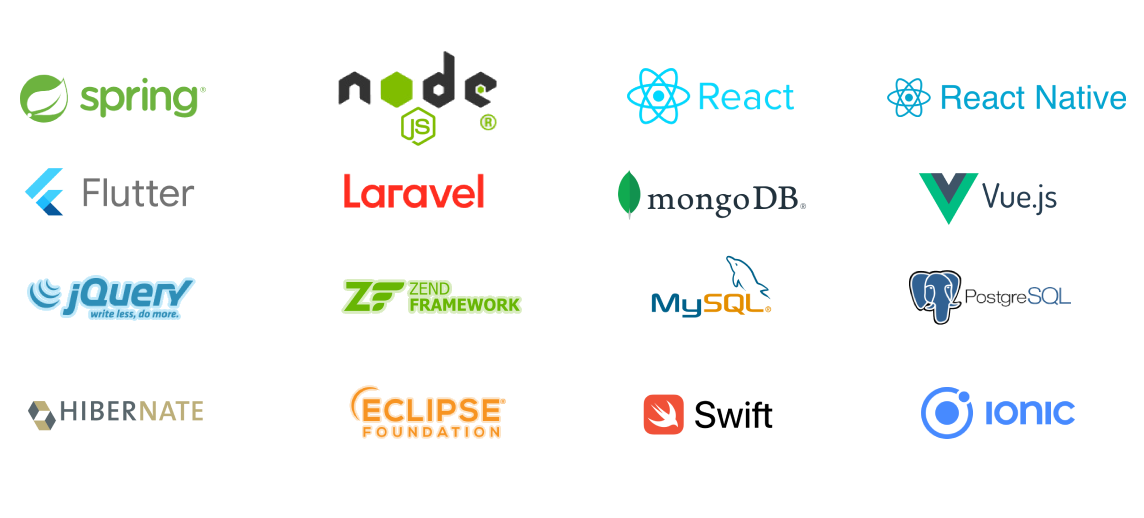 spring®
node
JS ®
React
React Native
Flutter
Laravel
mongoDB®
Vue.js
jQuery
write less, do more.
ZEND
FRAMEWORK
MySQL®
PostgreSQL
HIBERNATE
ECLIPSE®
FOUNDATION
Swift
IONIC